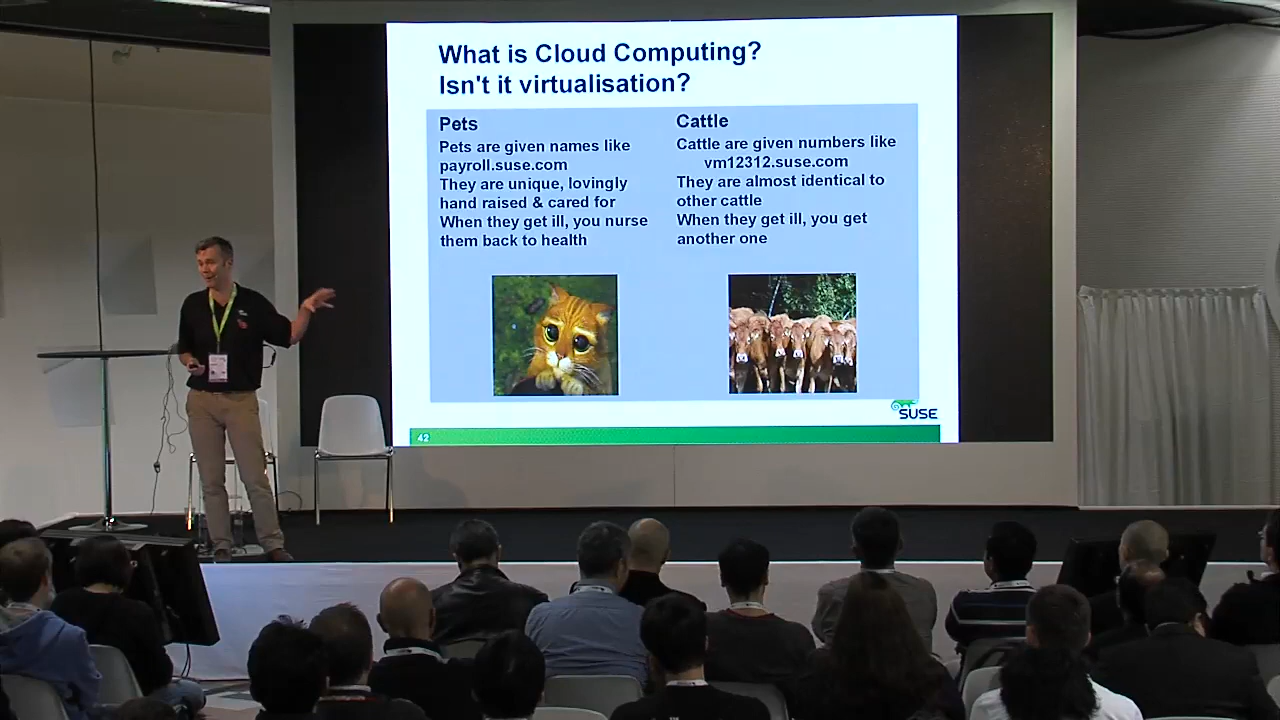 What is Cloud Computing?
Isn't it virtualisation?
Pets
Pets are given names like
payroll.suse.com
They are unique, lovingly
hand raised & cared for
When they get ill, you nurse
them back to health
Cattle
Cattle are given numbers like
vm12312.suse.com
They are almost identical to
other cattle
When they get ill, you get
another one
SUSE
42